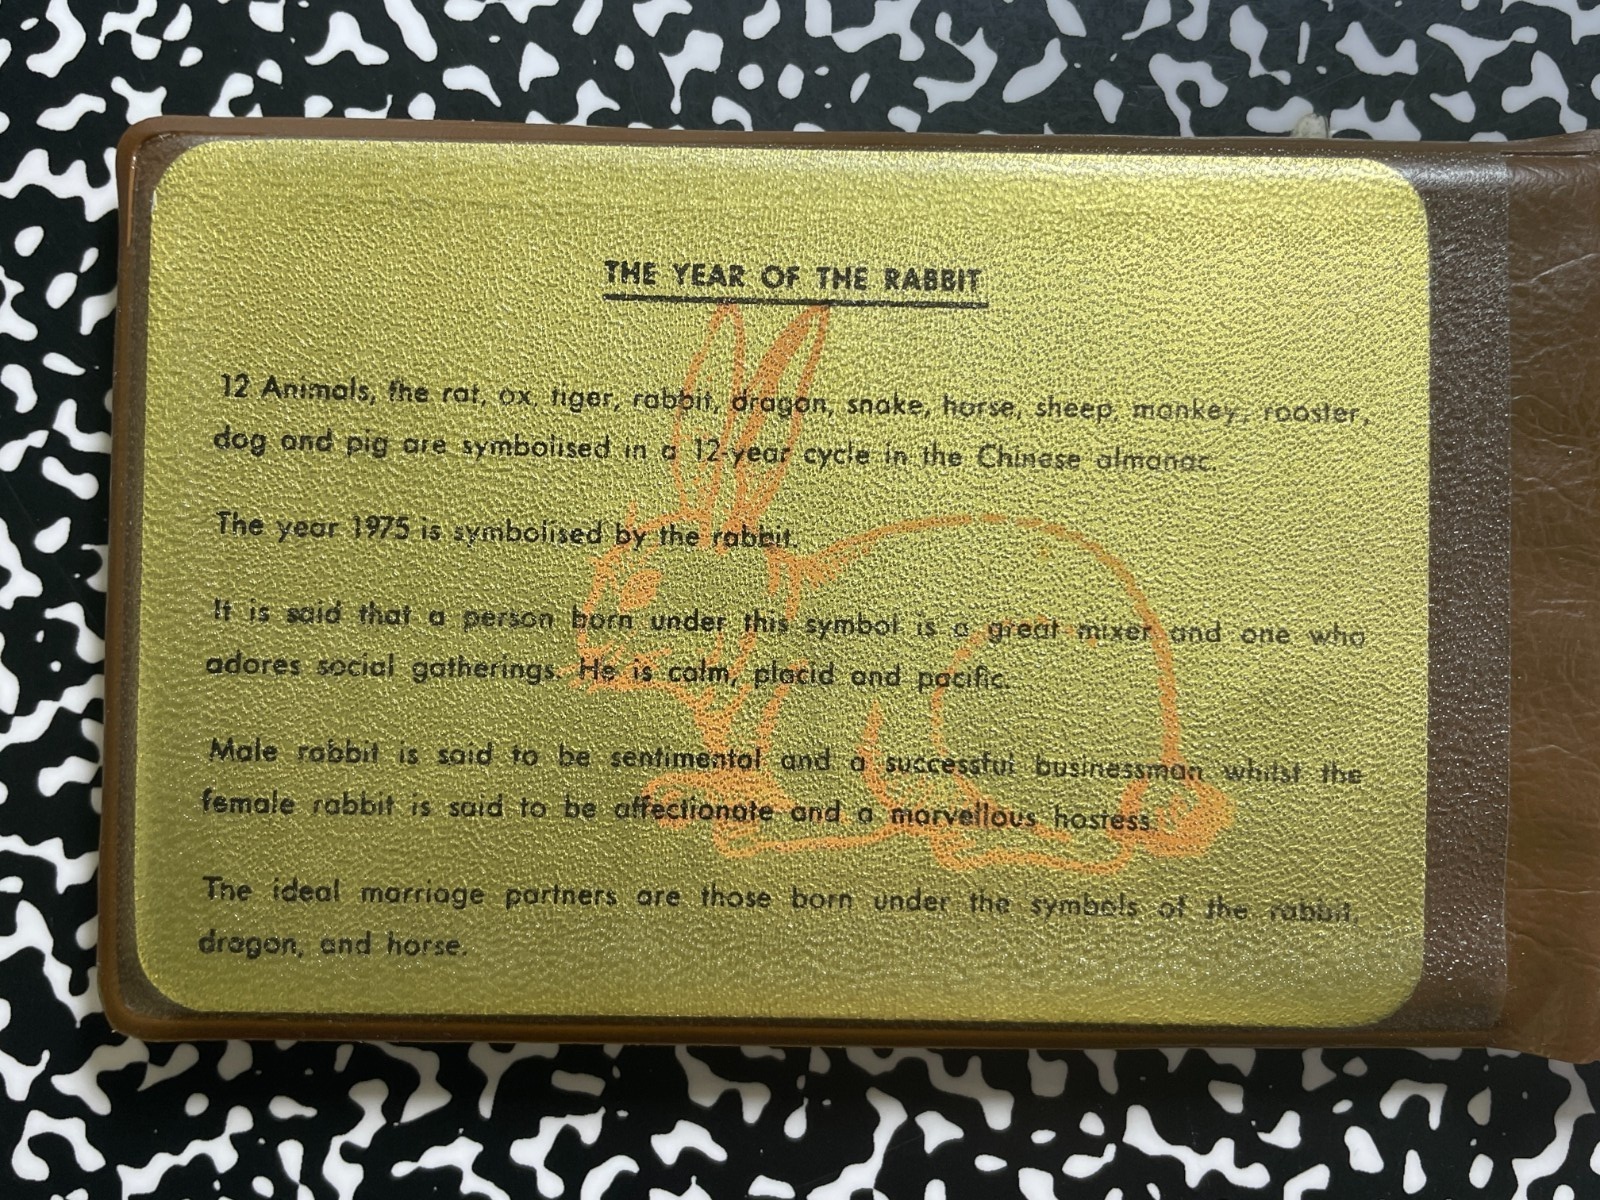 THE YEAR OF THE RABBIT
12 Animals, the rat, ox, tiger, rabbit, dragon, snake, horse, sheep, monkey, rooster,
dog and pig are symbolised in a 12-year cycle in the Chinese almanac.
The year 1975 is symbolised by the rabbit.
It is said that a person born under this symbol is a great mixer and one who
adores social gatherings. He is calm, placid and pacific.
Male rabbit is said to be sentimental and a successful businessman whilst the
female rabbit is said to be affectionate and a marvellous hostess.
The ideal marriage partners are those born under the symbols of the rabbit,
dragon, and horse.